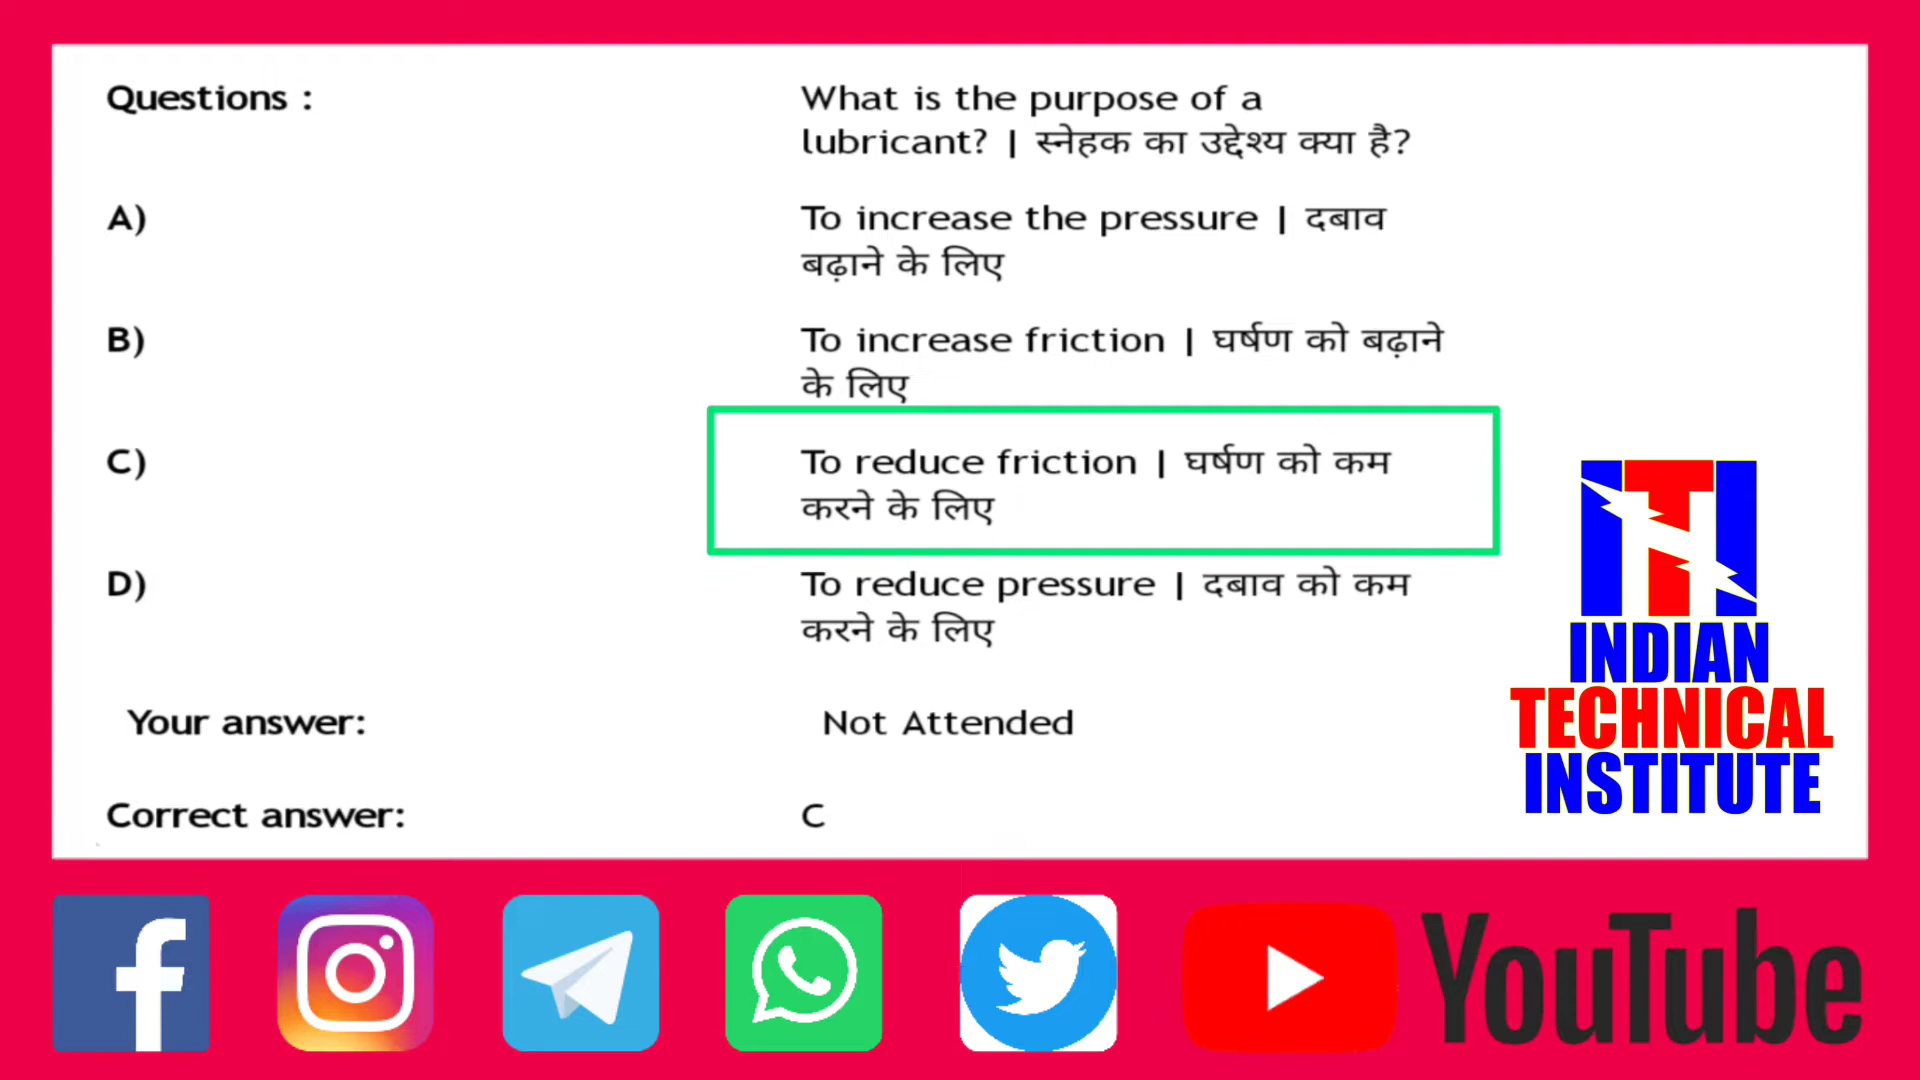 Questions :
What is the purpose of a
lubricant? | स्नेहक का उद्देश्य क्या है?
A)
To increase the pressure | दबाव
बढ़ाने के लिए
B)
To increase friction | घर्षण को बढ़ाने
के लिए
C)
To reduce friction | घर्षण को कम
करने के लिए
D)
To reduce pressure | दबाव को कम
करने के लिए
Your answer:
Not Attended
Correct answer:
C
ITI
INDIAN
TECHNICAL
INSTITUTE
YouTube